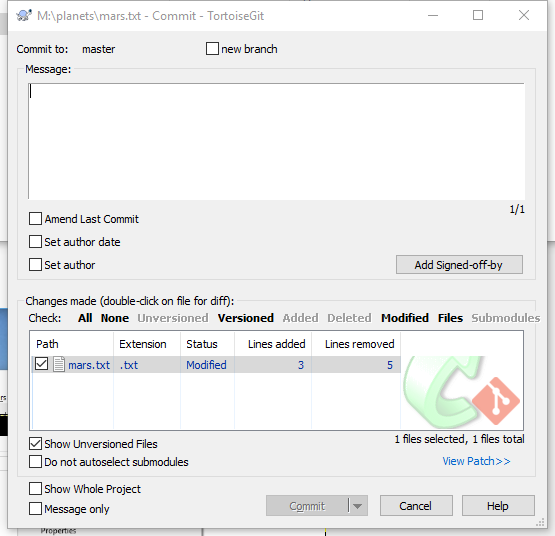 M:\planets\mars.txt - Commit - TortoiseGit
Commit to: master new branch
Message:
1/1
Amend Last Commit
Set author date
Set author Add Signed-off-by
Changes made (double-click on file for diff):
Check: All None Unversioned Versioned Added Deleted Modified Files Submodules
Path Extension Status Lines added Lines removed
mars.txt .txt Modified 3 5
Show Unversioned Files 1 files selected, 1 files total
Do not autoselect submodules View Patch>>
Show Whole Project
Message only Commit Cancel Help
Properties